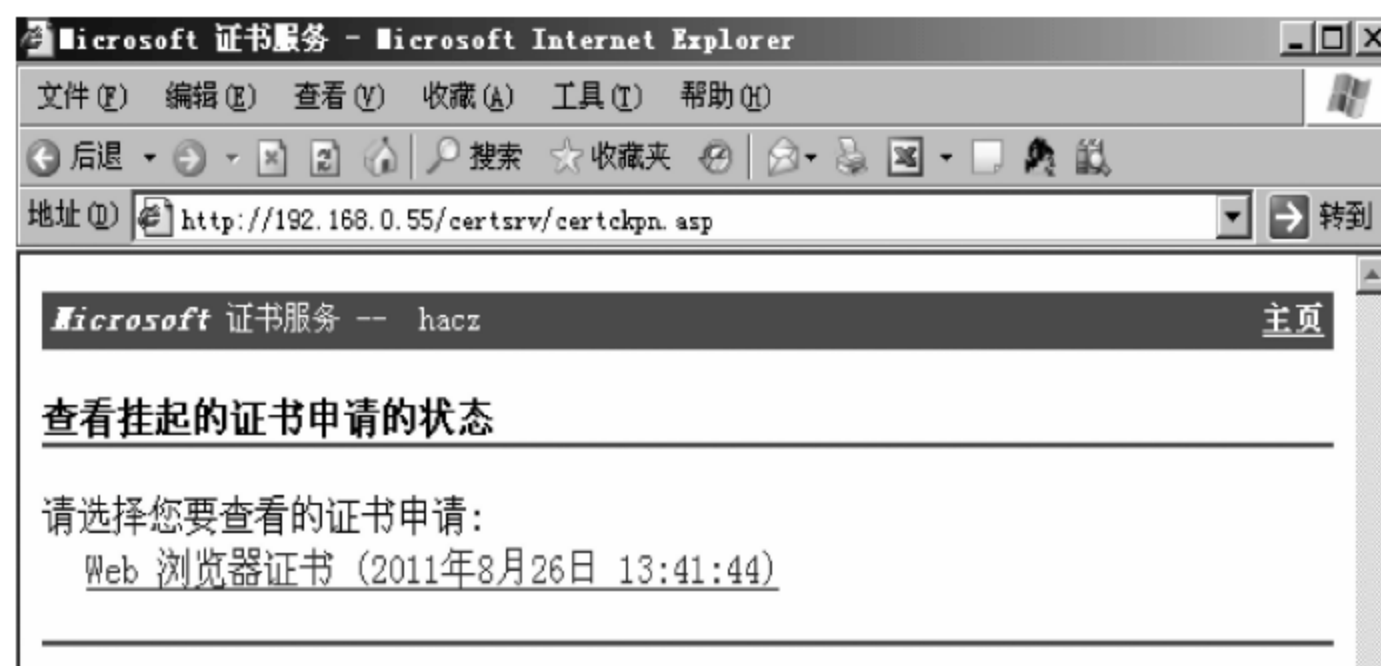 Microsoft 证书服务 - Microsoft Internet Explorer
文件(F) 编辑(E) 查看(V) 收藏(A) 工具(T) 帮助(H)
后退 搜索 收藏夹
地址(D) http://192.168.0.55/certsrv/certckpn.asp 转到
Microsoft 证书服务 -- hacz 主页
查看挂起的证书申请的状态
请选择您要查看的证书申请:
Web 浏览器证书 (2011年8月26日 13:41:44)